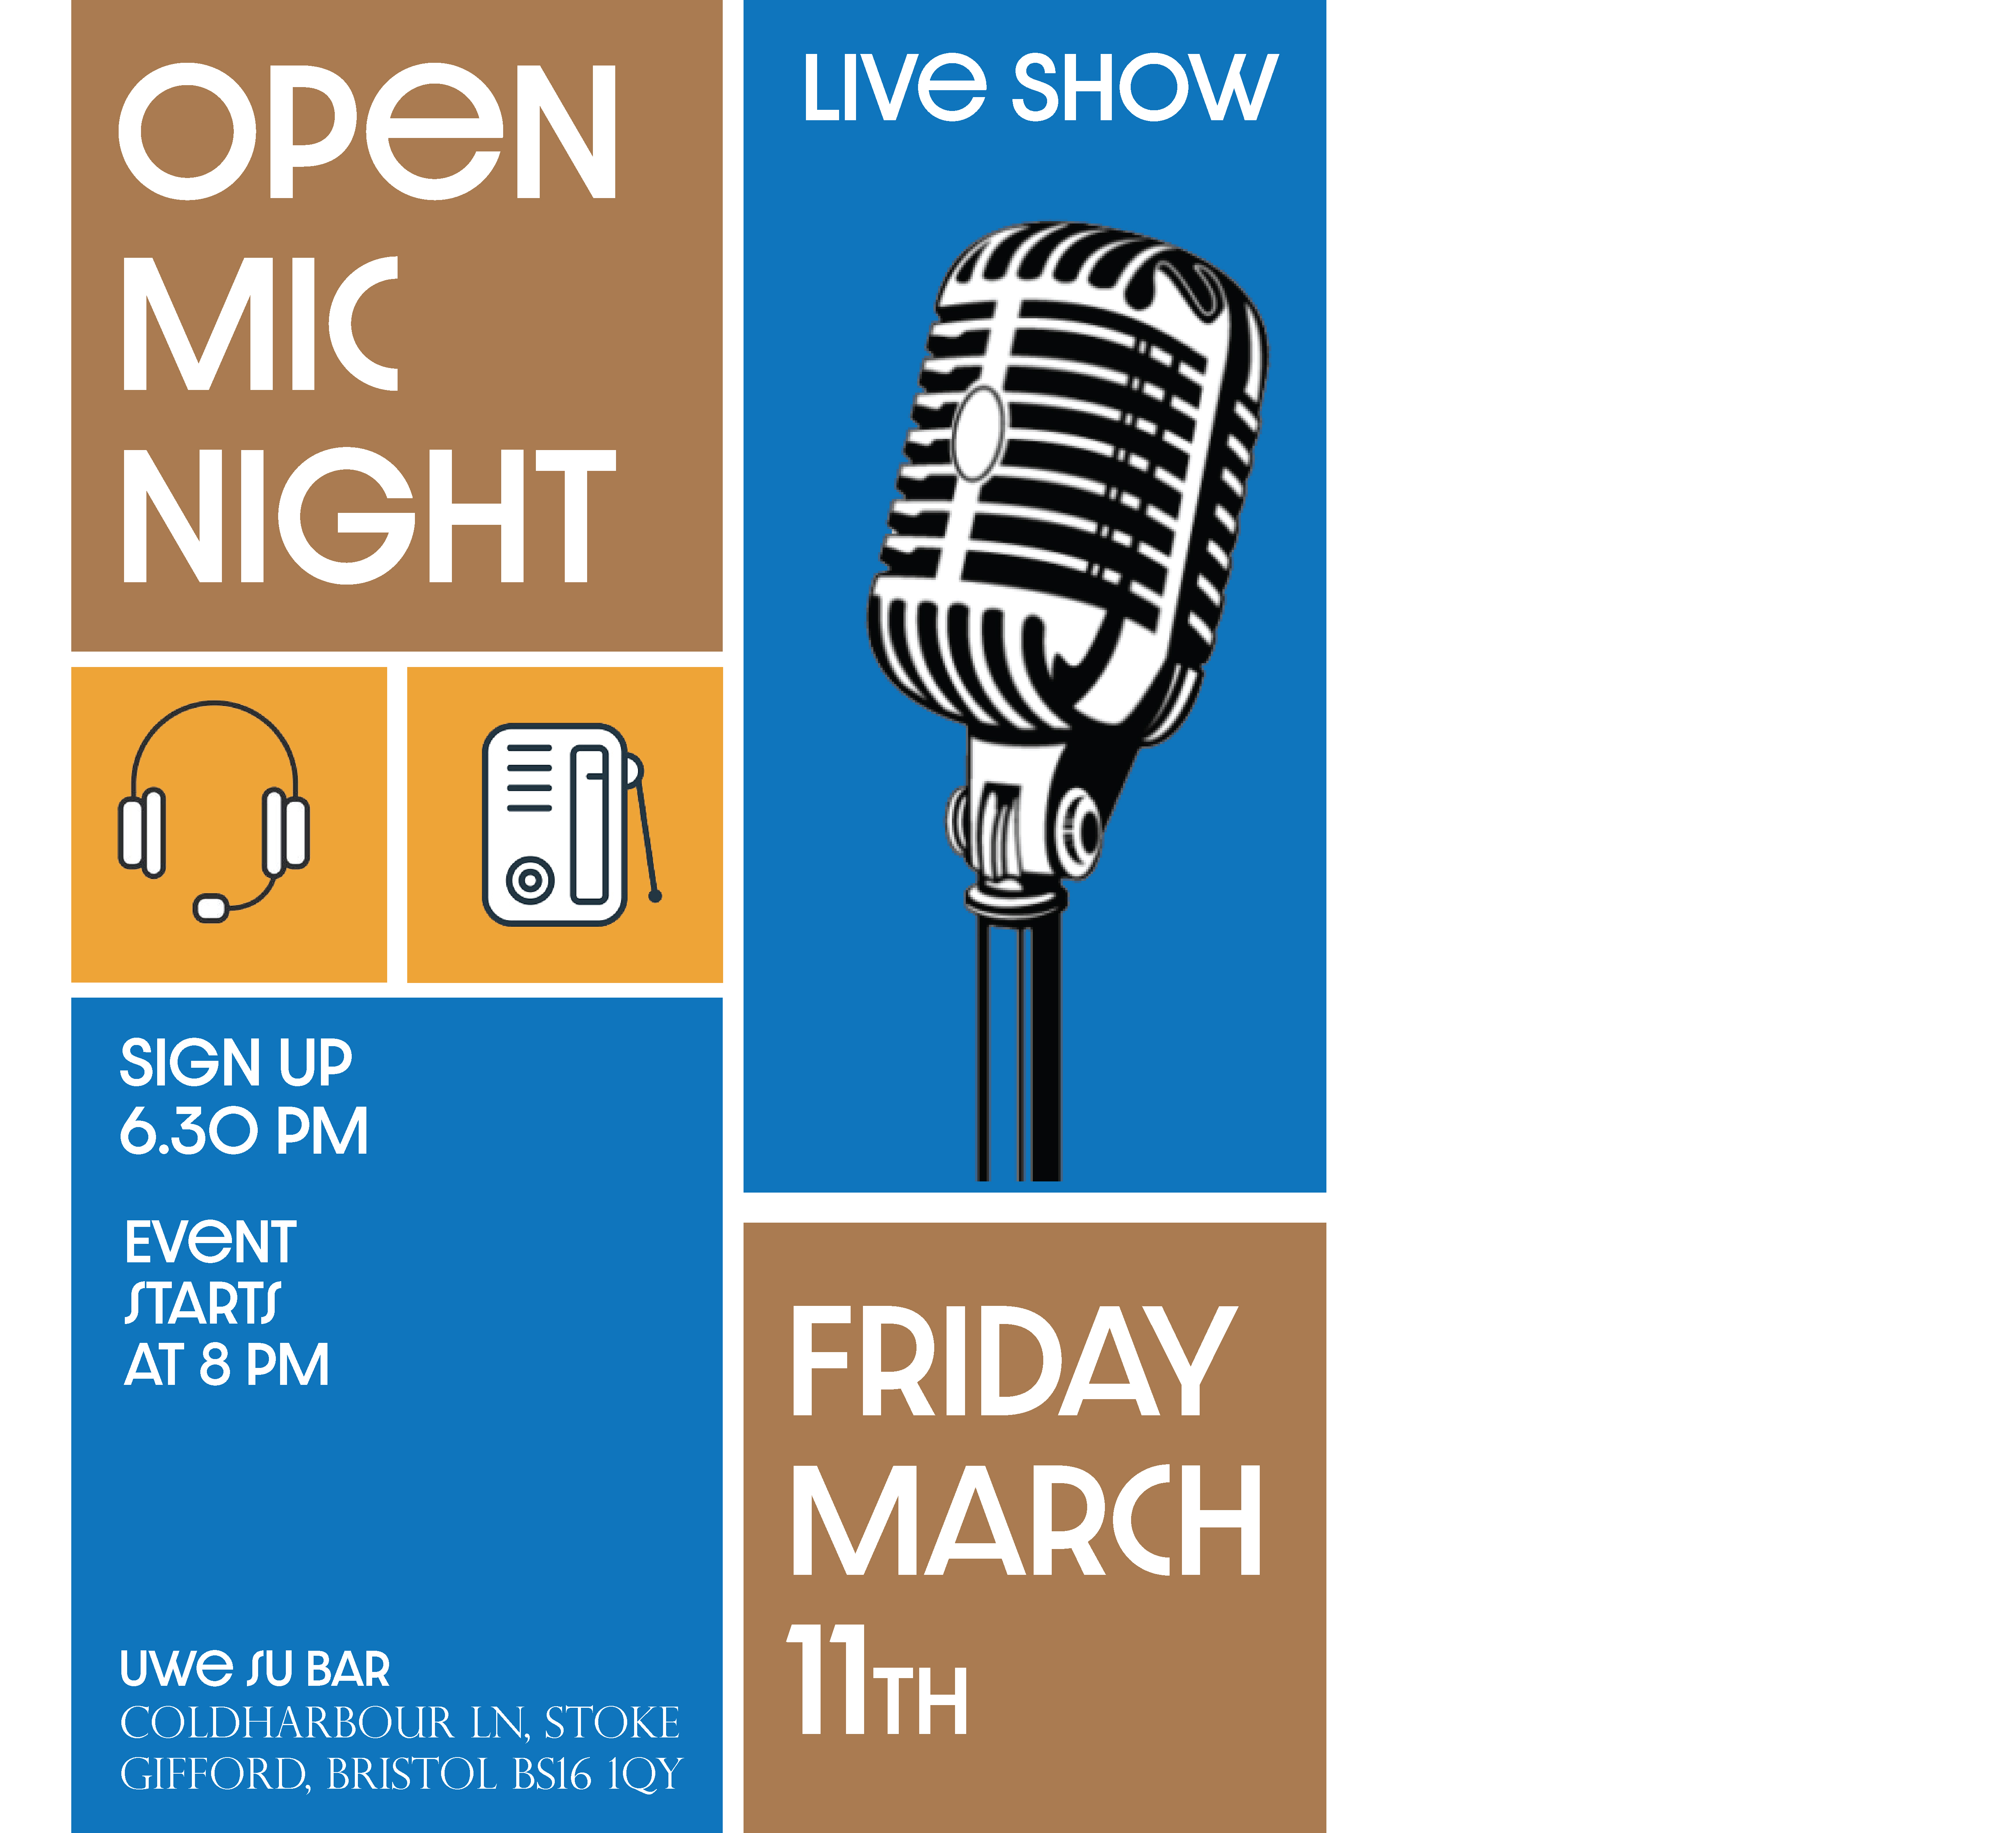 OPeN
MIC
NIGHT
LIVe SHOW
SIGN UP
6.30 PM
EVeNT
STARTS
AT 8 PM
UWe SU BAR
COLDHARBOUR LN, STOKE
GIFFORD, BRISTOL BS16 1QY
FRIDAY
MARCH
11TH